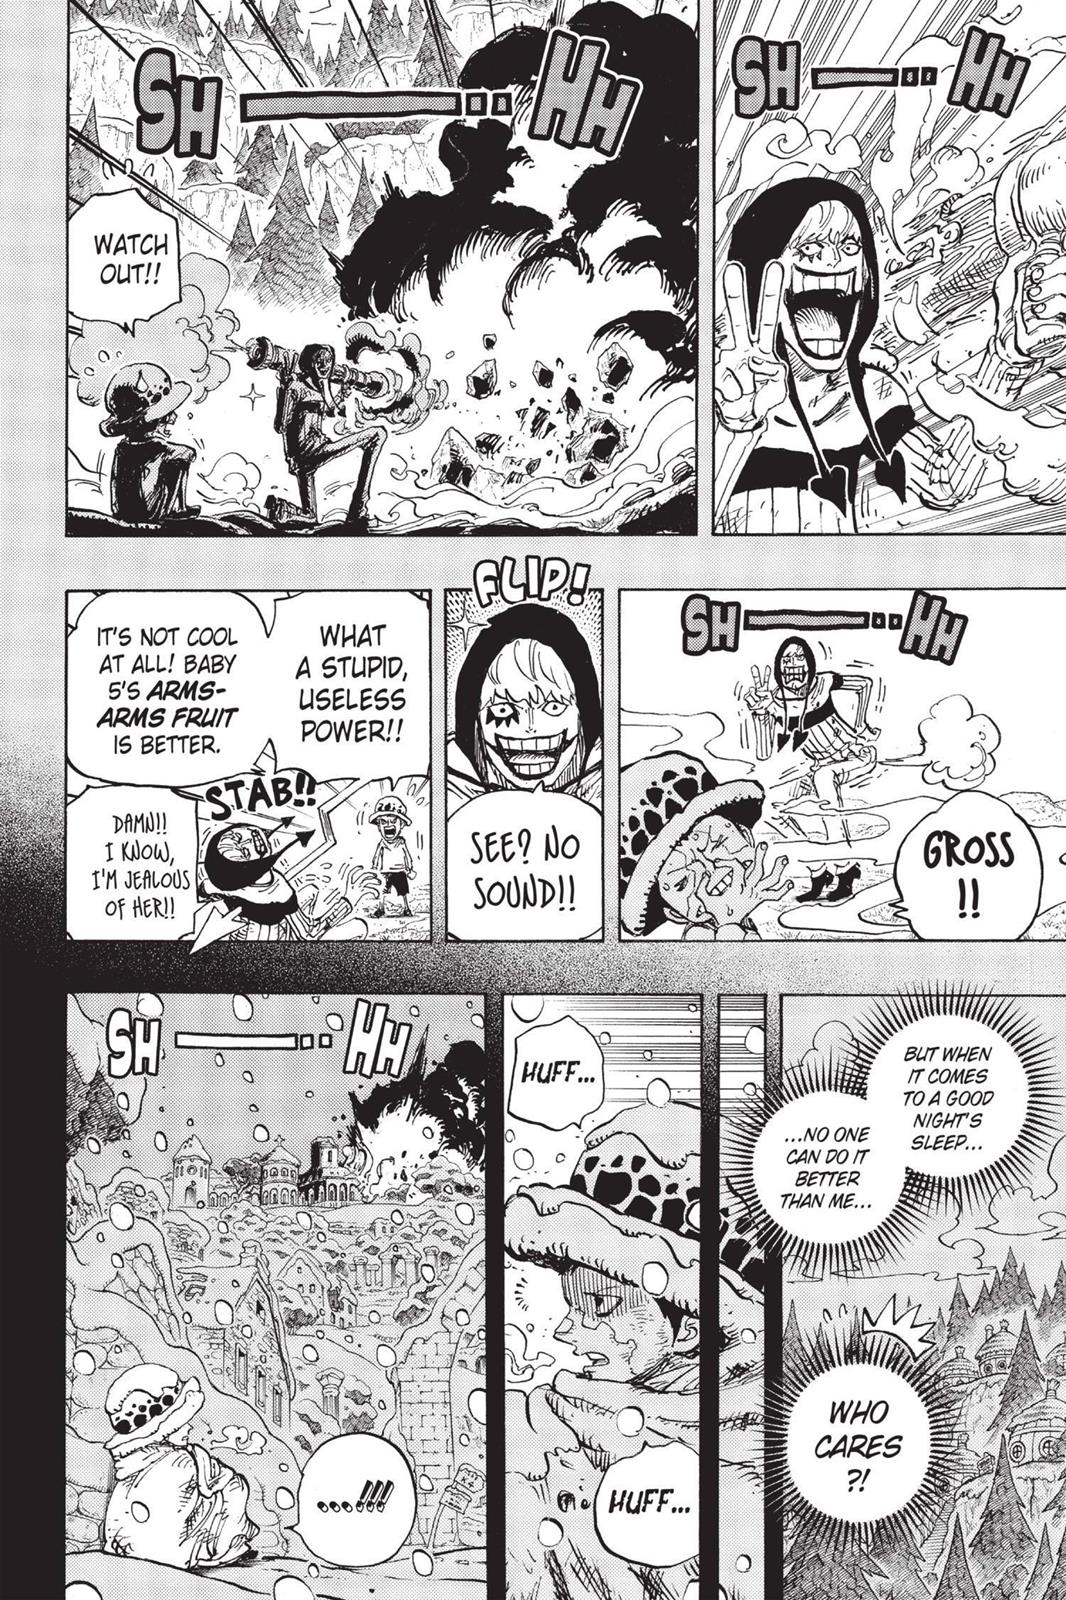 SH—..HH
SH—..HH
WATCH
OUT!!
SH—..HH
GROSS
!!
FLIP!
SEE? NO
SOUND!!
WHAT
A STUPID,
USELESS
POWER!!
IT'S NOT COOL
AT ALL! BABY
5'S ARMS-
ARMS FRUIT
IS BETTER.
STAB!!
DAMN!!
I KNOW,
I'M JEALOUS
OF HER!!
BUT WHEN
IT COMES
TO A GOOD
NIGHT'S
SLEEP...
...NO ONE
CAN DO IT
BETTER
THAN ME...
WHO
CARES
?!
HUFF...
HUFF...
SH—..HH
...!!!